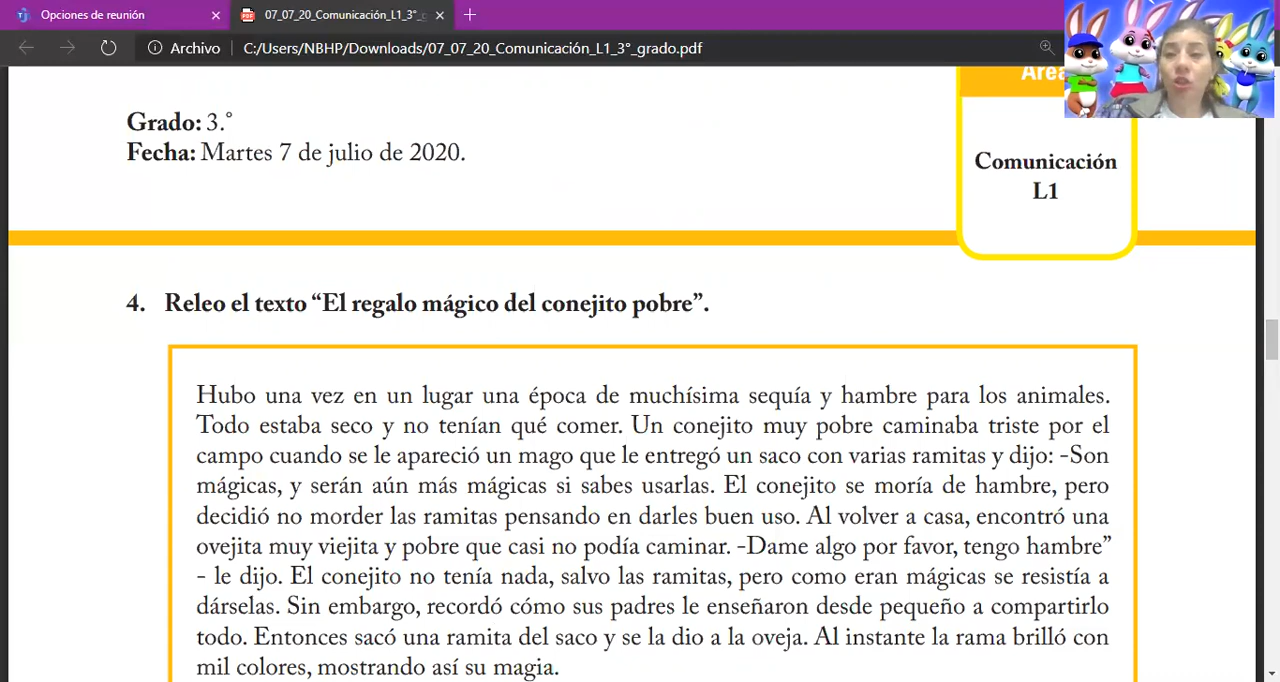 Opciones de reunión
07_07_20_Comunicación_L1_3°_g
Archivo
C:/Users/NBHP/Downloads/07_07_20_Comunicación_L1_3°_grado.pdf
Grado: 3.°
Fecha: Martes 7 de julio de 2020.
Comunicación
L1
4. Releo el texto “El regalo mágico del conejito pobre”.
Hubo una vez en un lugar una época de muchísima sequía y hambre para los animales.
Todo estaba seco y no tenían qué comer. Un conejito muy pobre caminaba triste por el
campo cuando se le apareció un mago que le entregó un saco con varias ramitas y dijo: -Son
mágicas, y serán aún más mágicas si sabes usarlas. El conejito se moría de hambre, pero
decidió no morder las ramitas pensando en darles buen uso. Al volver a casa, encontró una
ovejita muy viejita y pobre que casi no podía caminar. -Dame algo por favor, tengo hambre”
- le dijo. El conejito no tenía nada, salvo las ramitas, pero como eran mágicas se resistía a
dárselas. Sin embargo, recordó cómo sus padres le enseñaron desde pequeño a compartirlo
todo. Entonces sacó una ramita del saco y se la dio a la oveja. Al instante la rama brilló con
mil colores, mostrando así su magia.